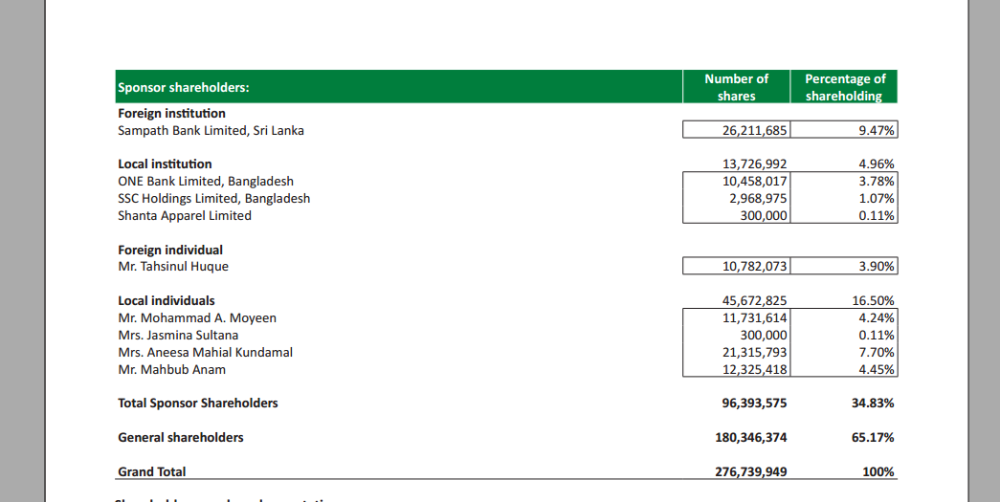 Sponsor shareholders: Number of shares Percentage of shareholding
Foreign institution
Sampath Bank Limited, Sri Lanka 26,211,685 9.47%
Local institution 13,726,992 4.96%
ONE Bank Limited, Bangladesh 10,458,017 3.78%
SSC Holdings Limited, Bangladesh 2,968,975 1.07%
Shanta Apparel Limited 300,000 0.11%
Foreign individual
Mr. Tahsinul Huque 10,782,073 3.90%
Local individuals 45,672,825 16.50%
Mr. Mohammad A. Moyeen 11,731,614 4.24%
Mrs. Jasmina Sultana 300,000 0.11%
Mrs. Aneesa Mahial Kundamal 21,315,793 7.70%
Mr. Mahbub Anam 12,325,418 4.45%
Total Sponsor Shareholders 96,393,575 34.83%
General shareholders 180,346,374 65.17%
Grand Total 276,739,949 100%